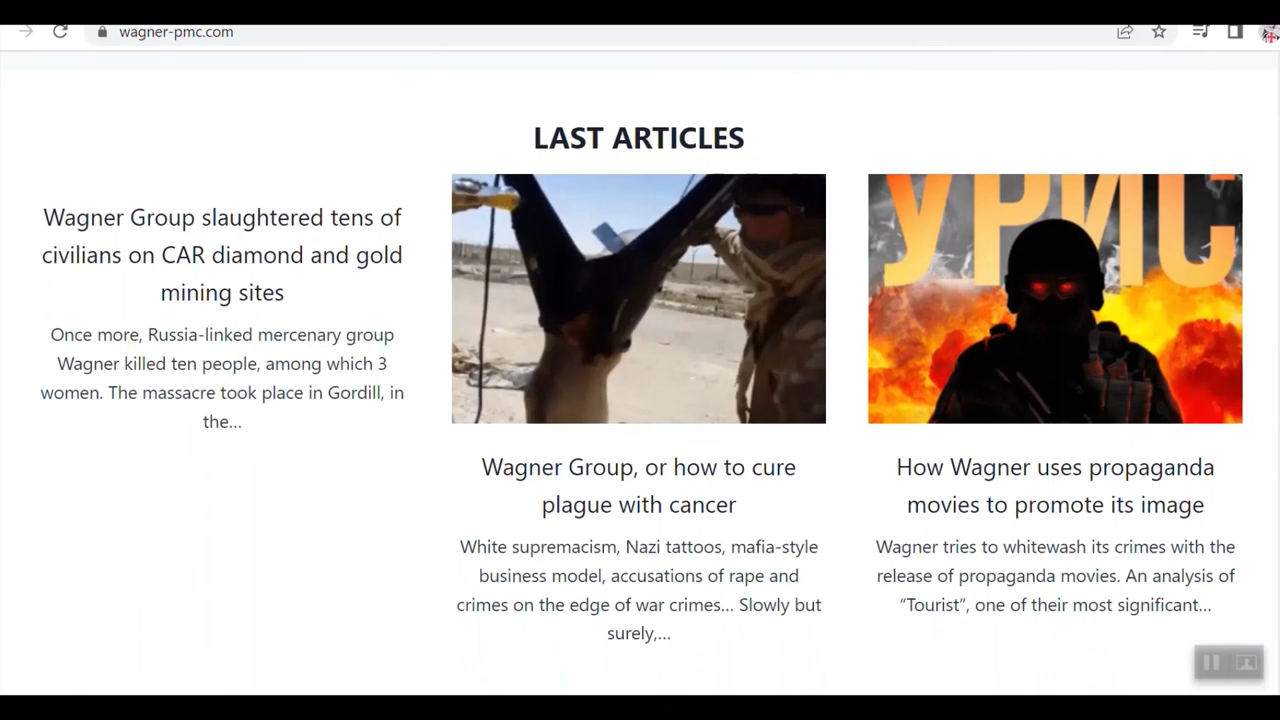 wagner-pmc.com
LAST ARTICLES
Wagner Group slaughtered tens of
civilians on CAR diamond and gold
mining sites
Once more, Russia-linked mercenary group
Wagner killed ten people, among which 3
women. The massacre took place in Gordill, in
the...
Wagner Group, or how to cure
plague with cancer
White supremacism, Nazi tattoos, mafia-style
business model, accusations of rape and
crimes on the edge of war crimes... Slowly but
surely,...
УРИС
How Wagner uses propaganda
movies to promote its image
Wagner tries to whitewash its crimes with the
release of propaganda movies. An analysis of
“Tourist”, one of their most significant...